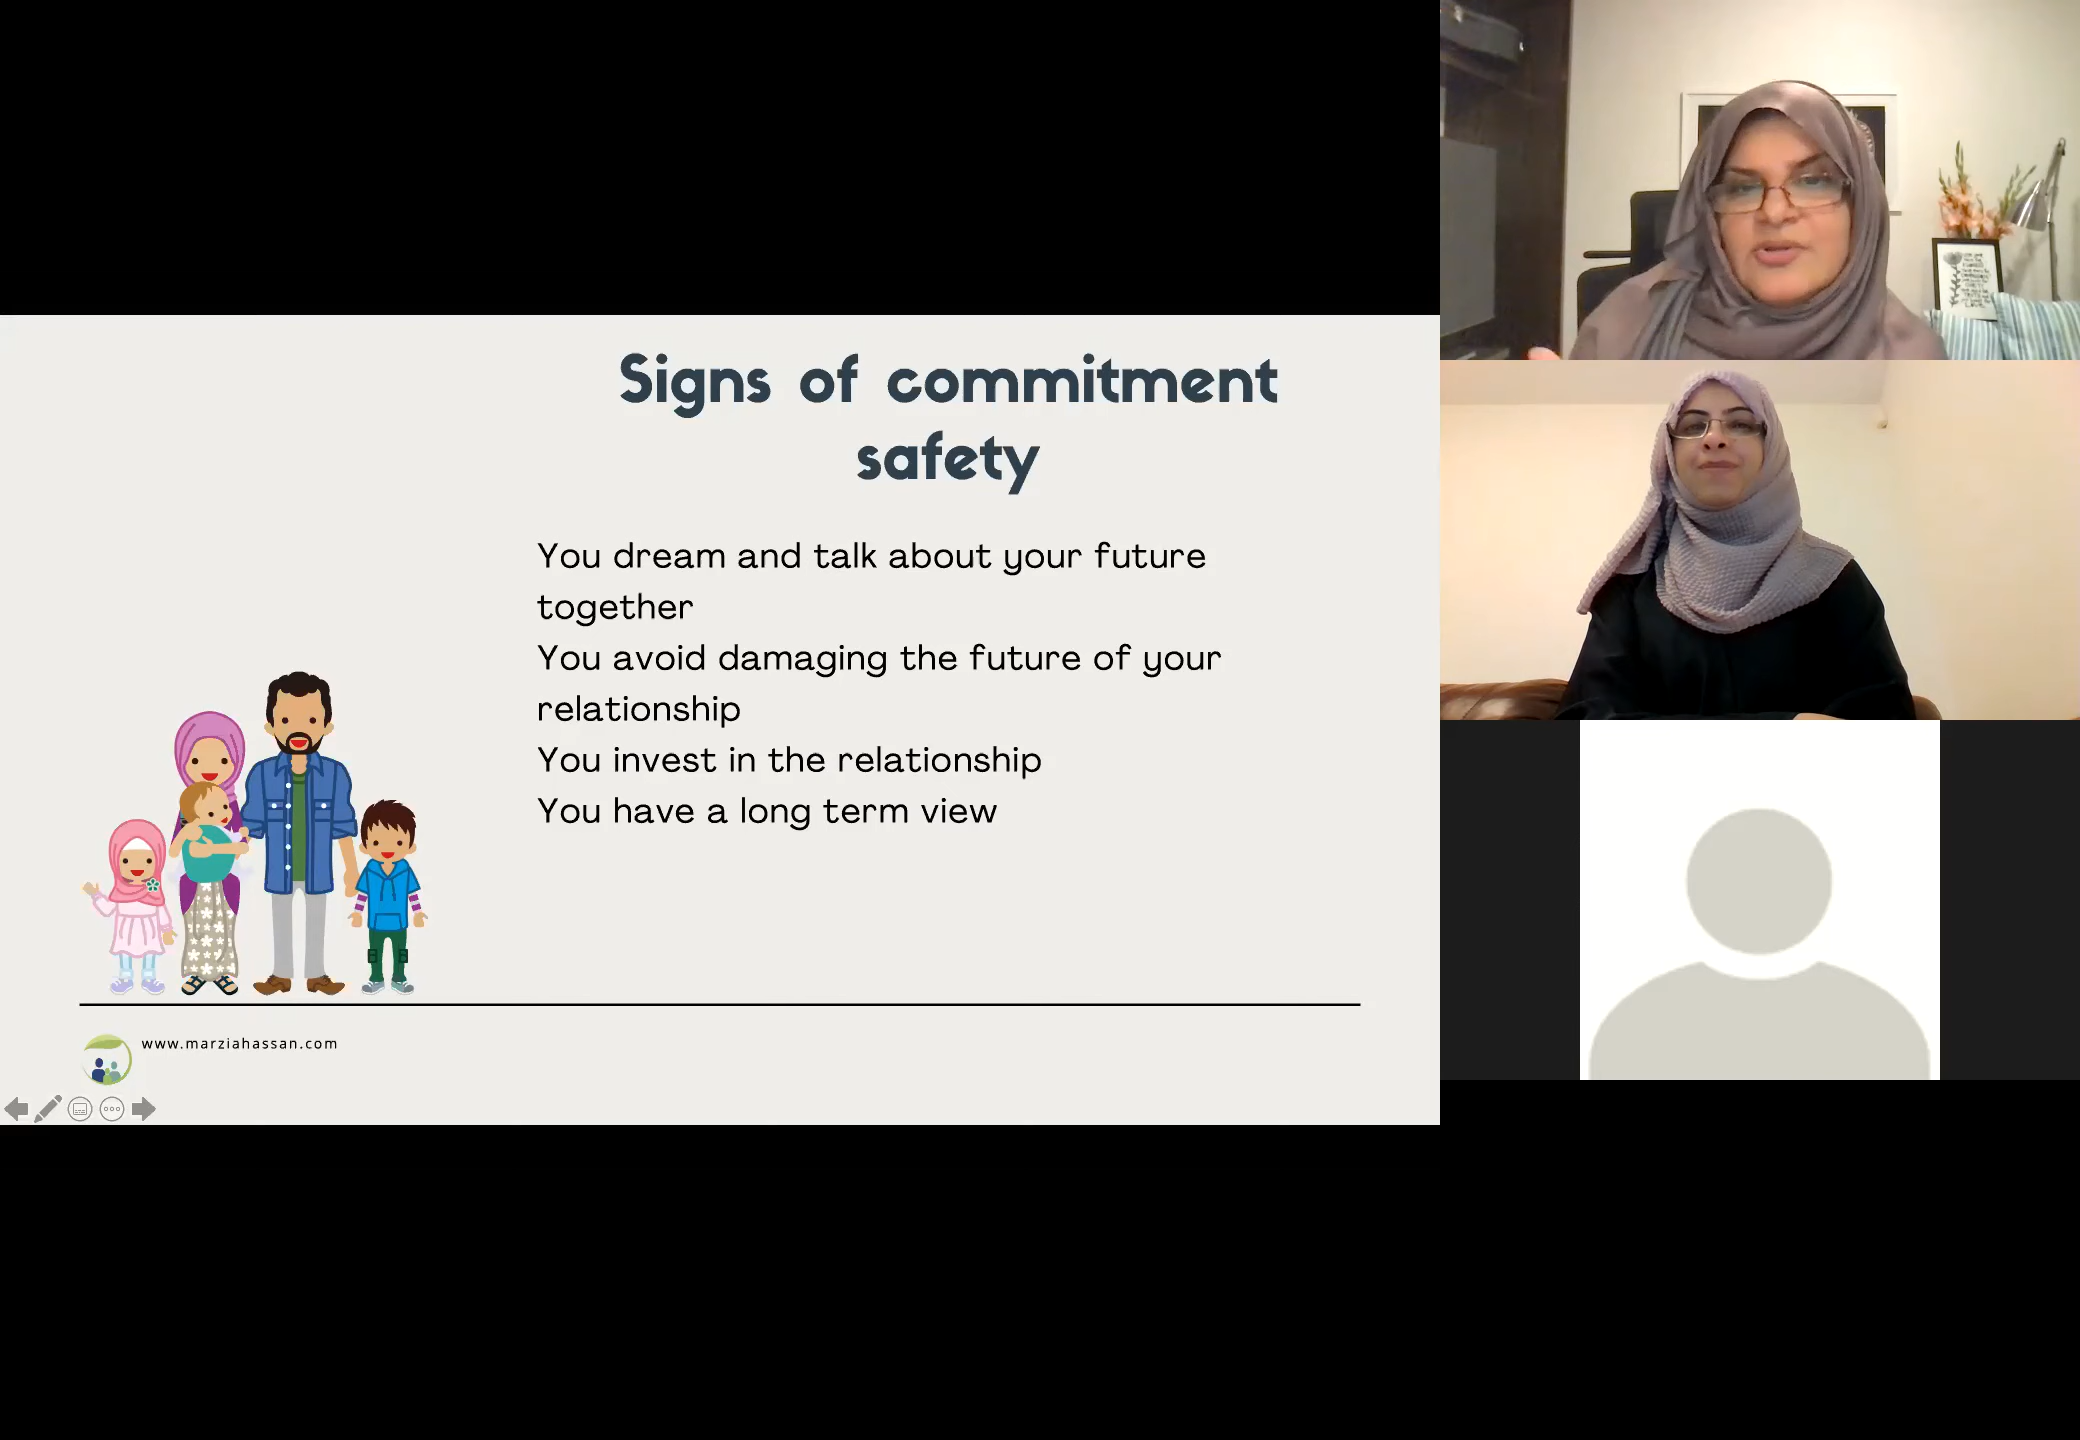 Signs of commitment
safety
You dream and talk about your future
together
You avoid damaging the future of your
relationship
You invest in the relationship
You have a long term view
www.marziahassan.com